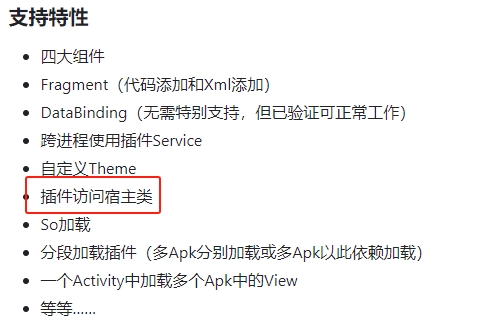 支持特性
四大组件
Fragment（代码添加和Xml添加）
DataBinding（无需特别支持，但已验证可正常工作）
跨进程使用插件Service
自定义Theme
插件访问宿主类
So加载
分段加载插件（多Apk分别加载或多Apk以此依赖加载）
一个Activity中加载多个Apk中的View
等等......